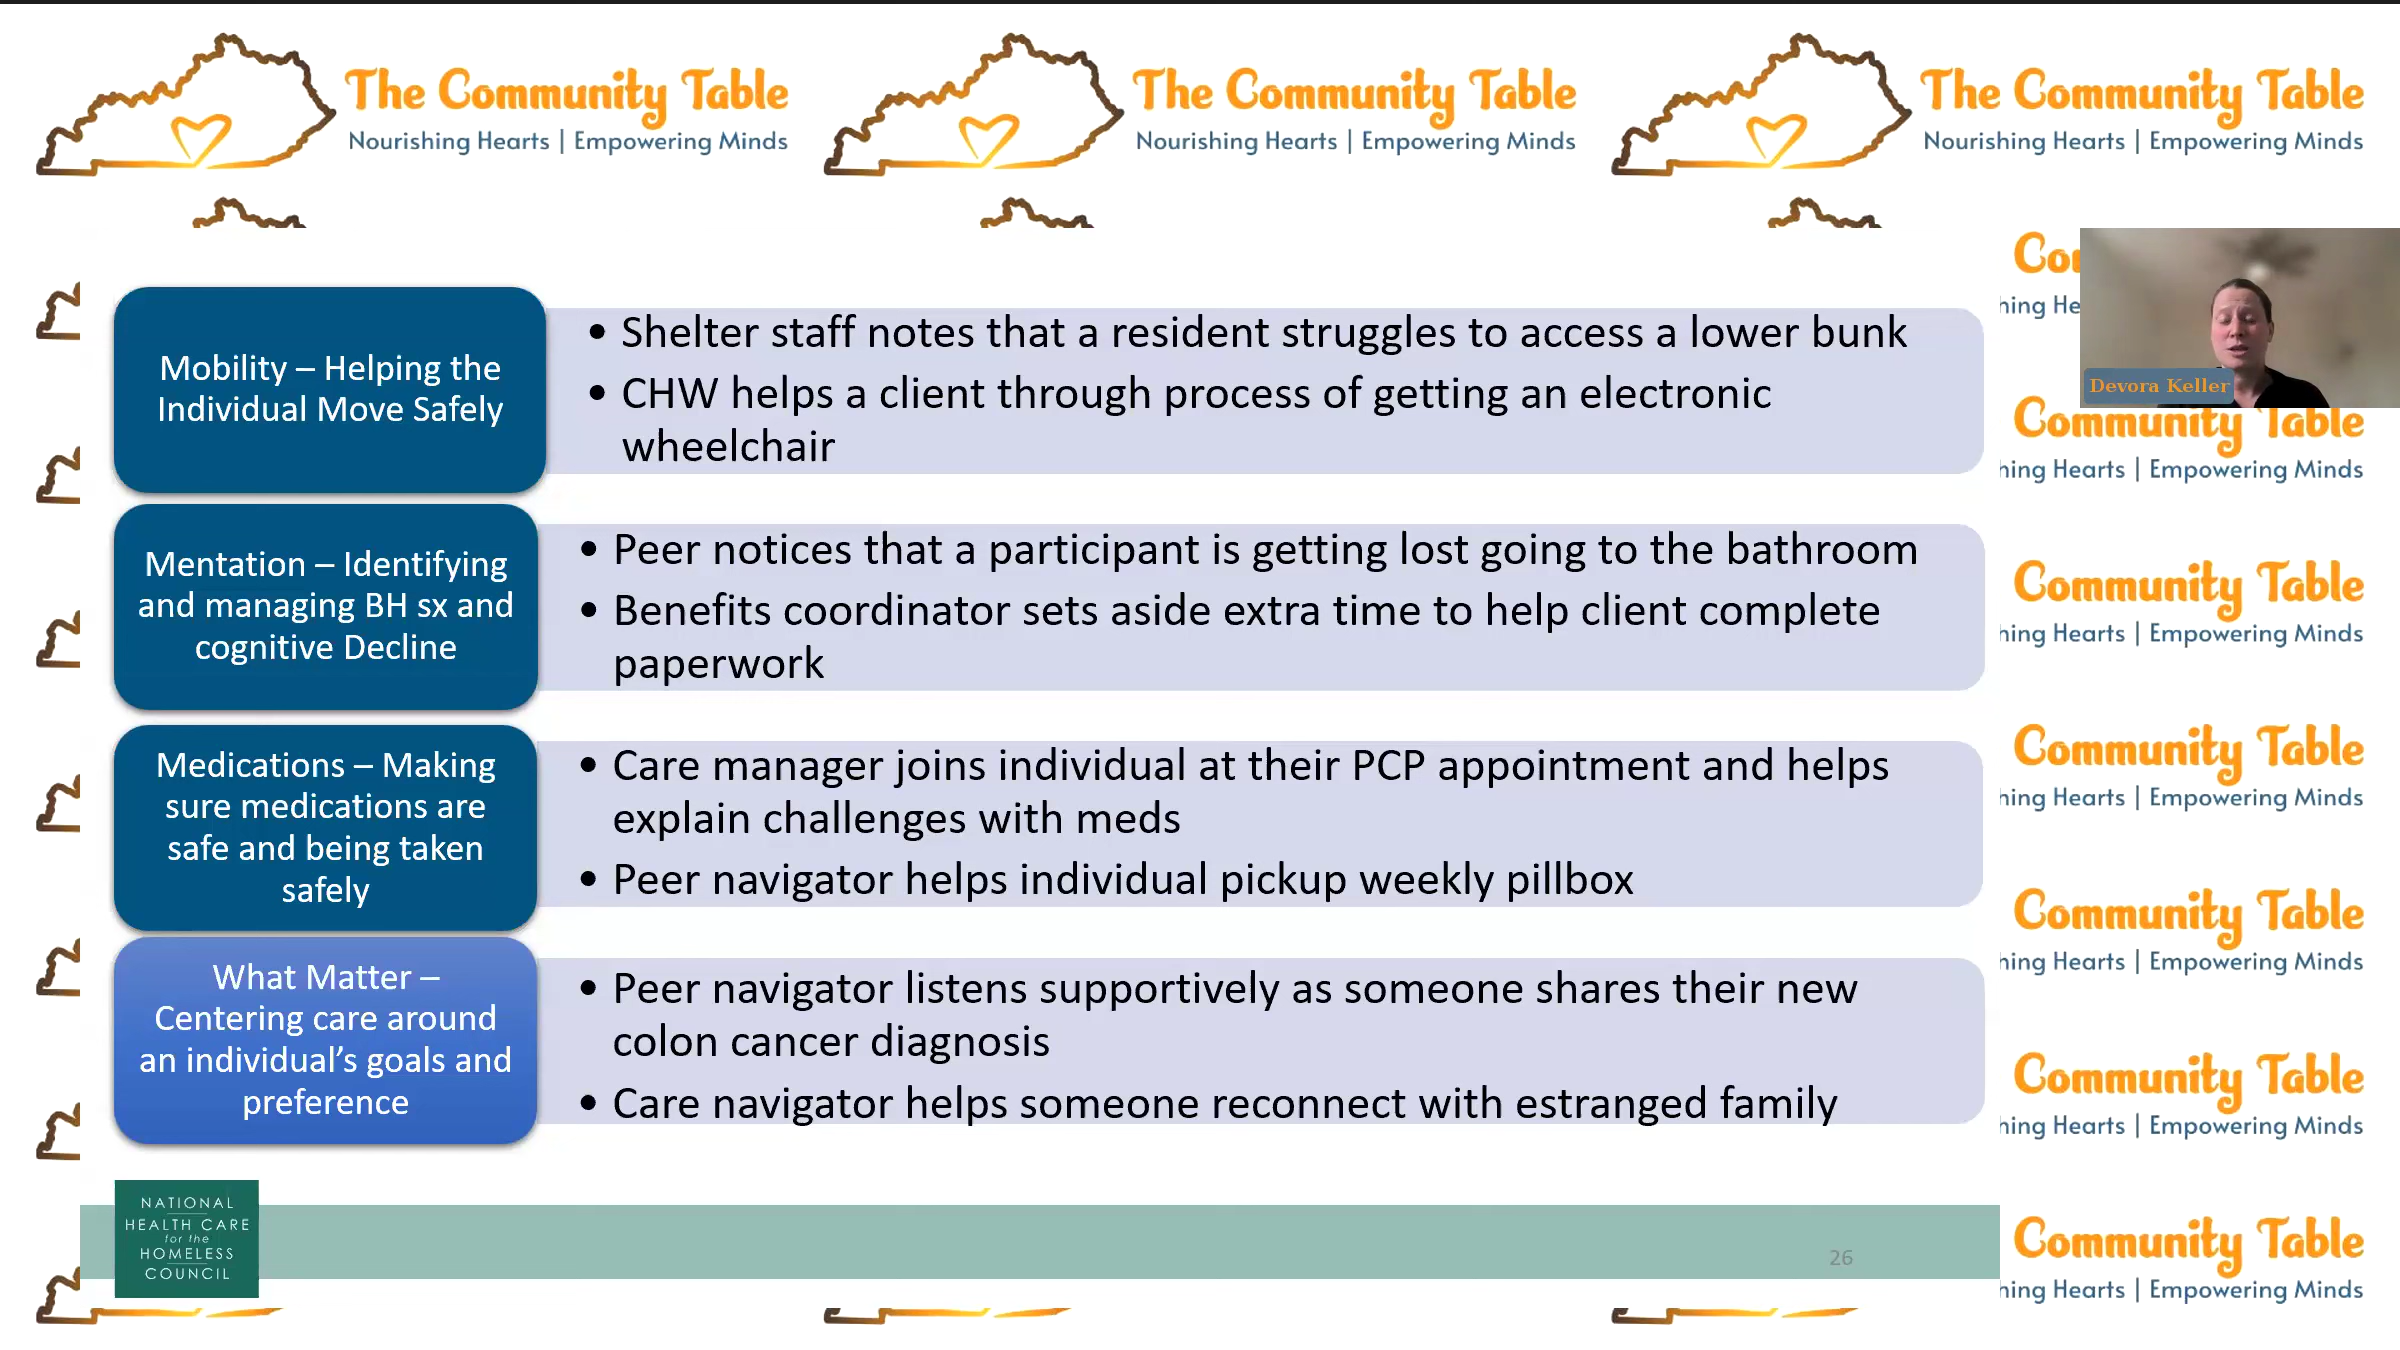 The Community Table
Nourishing Hearts | Empowering Minds
The Community Table
Nourishing Hearts | Empowering Minds
The Community Table
Nourishing Hearts | Empowering Minds
Devora Keller
Mobility – Helping the
Individual Move Safely
• Shelter staff notes that a resident struggles to access a lower bunk
• CHW helps a client through process of getting an electronic
wheelchair
Mentation – Identifying
and managing BH sx and
cognitive Decline
• Peer notices that a participant is getting lost going to the bathroom
• Benefits coordinator sets aside extra time to help client complete
paperwork
Medications – Making
sure medications are
safe and being taken
safely
• Care manager joins individual at their PCP appointment and helps
explain challenges with meds
• Peer navigator helps individual pickup weekly pillbox
What Matter –
Centering care around
an individual's goals and
preference
• Peer navigator listens supportively as someone shares their new
colon cancer diagnosis
• Care navigator helps someone reconnect with estranged family
NATIONAL
HEALTH CARE
for the
HOMELESS
COUNCIL
26
Community Table
Hearts | Empowering Minds
Community Table
Hearts | Empowering Minds
Community Table
Hearts | Empowering Minds
Community Table
Hearts | Empowering Minds
Community Table
Hearts | Empowering Minds
Community Table
Hearts | Empowering Minds